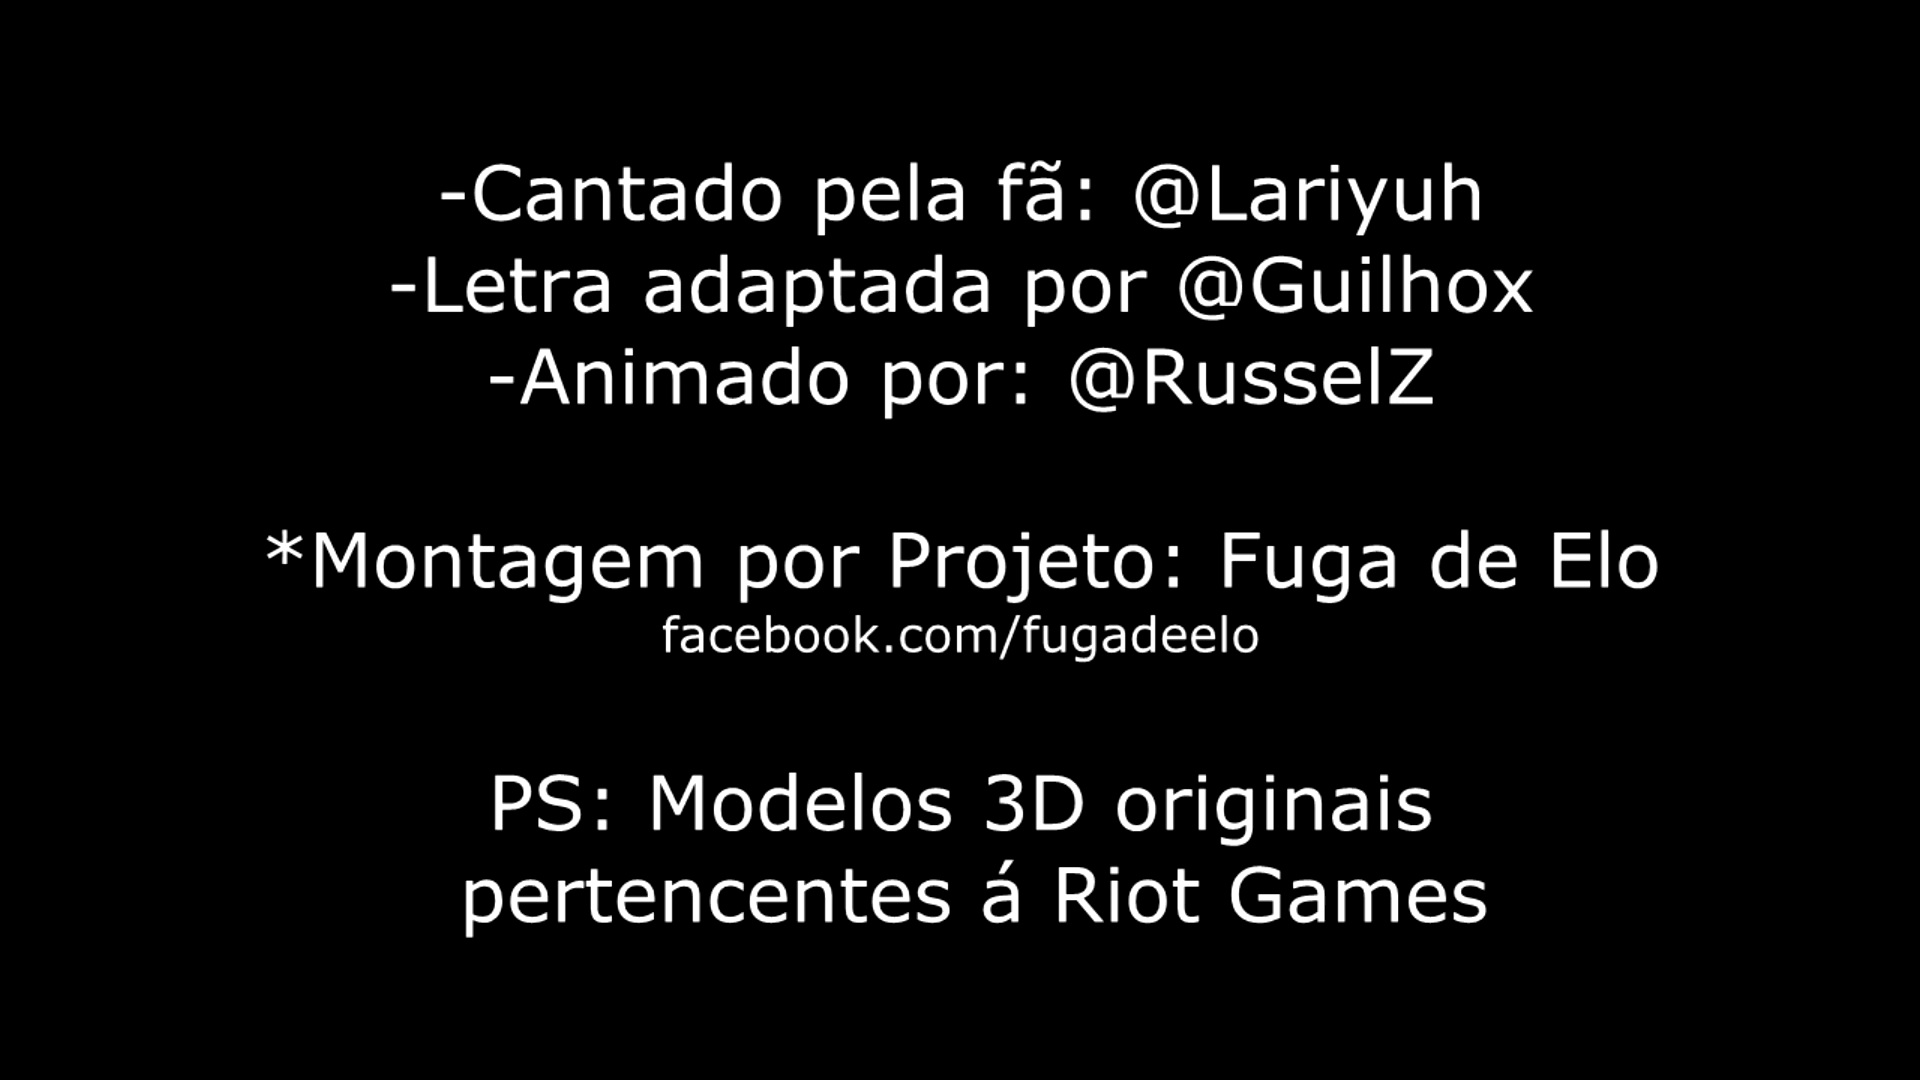 -Cantado pela fã: @Lariyuh
-Letra adaptada por @Guilhox
-Animado por: @RusselZ
*Montagem por Projeto: Fuga de Elo
facebook.com/fugadeelo
PS: Modelos 3D originais
pertencentes á Riot Games